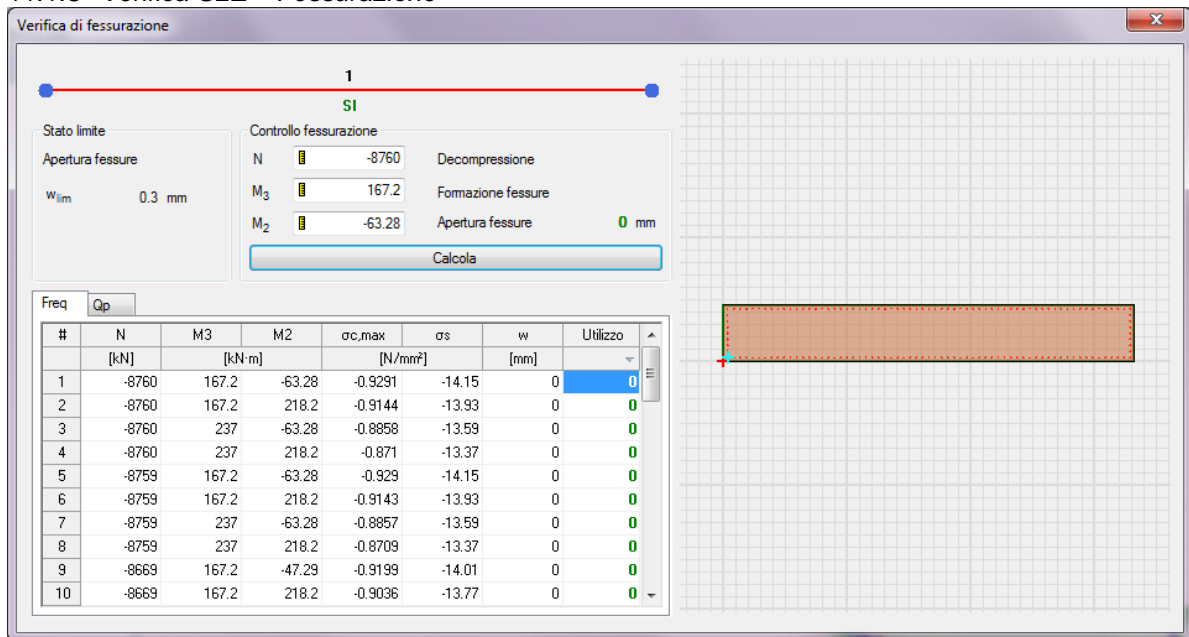 Verifica di fessurazione
x
1
SI
Stato limite
Apertura fessure
wlim 0.3 mm
Controllo fessurazione
N -8760 Decompressione
M3 167.2 Formazione fessure
M2 -63.28 Apertura fessure 0 mm
Calcola
Freq Qp
# N M3 M2 σc,max σs w Utilizzo
[kN] [kN·m] [N/mm²] [mm]
1 -8760 167.2 -63.28 -0.9291 -14.15 0 0
2 -8760 167.2 218.2 -0.9144 -13.93 0 0
3 -8760 237 -63.28 -0.8858 -13.59 0 0
4 -8760 237 218.2 -0.871 -13.37 0 0
5 -8759 167.2 -63.28 -0.929 -14.15 0 0
6 -8759 167.2 218.2 -0.9143 -13.93 0 0
7 -8759 237 -63.28 -0.8857 -13.59 0 0
8 -8759 237 218.2 -0.8709 -13.37 0 0
9 -8669 167.2 -47.29 -0.9199 -14.01 0 0
10 -8669 167.2 218.2 -0.9036 -13.77 0 0